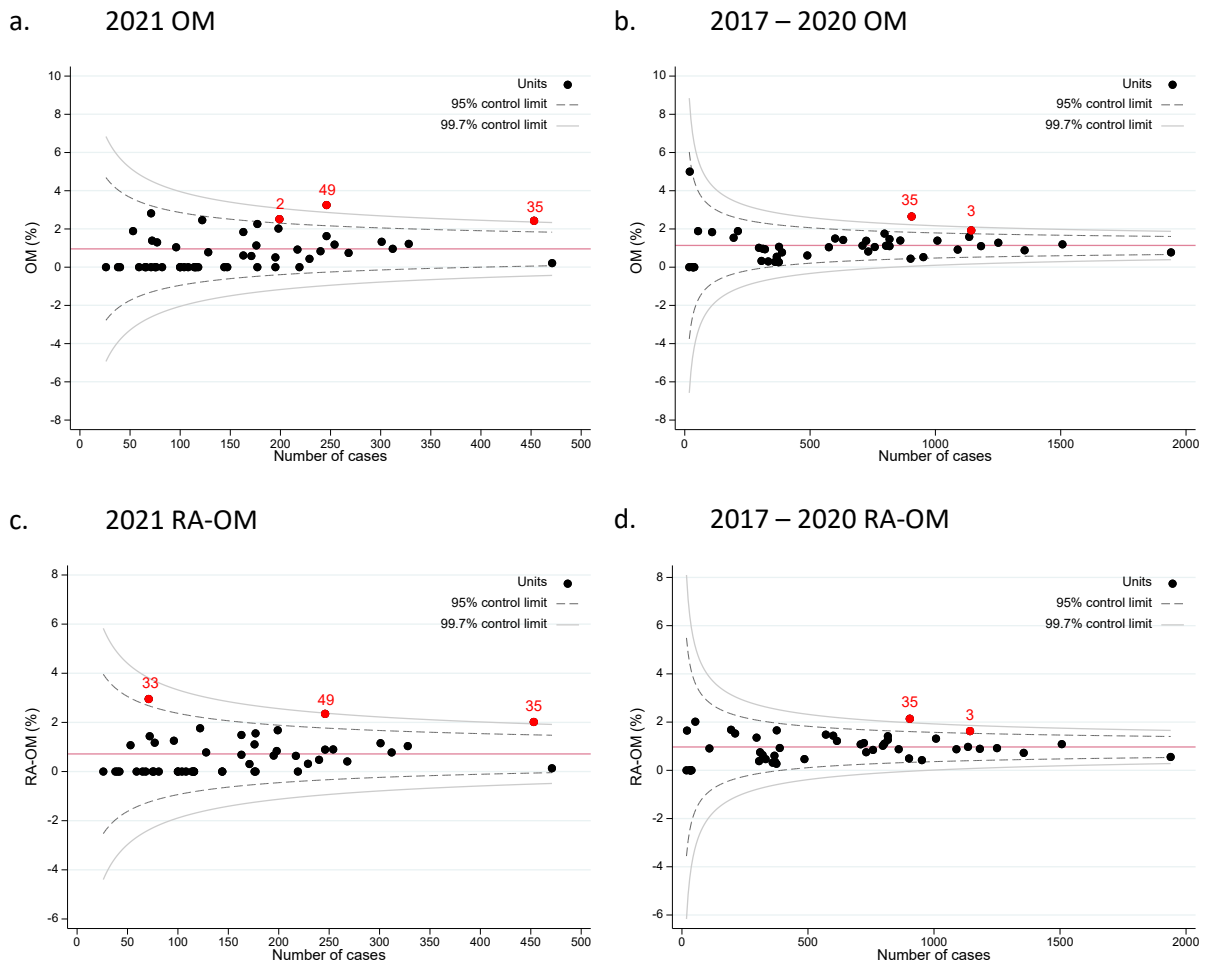 a. 2021 OM
b. 2017 – 2020 OM
OM (%)
10
8
6
4
2
0
-2
-4
-6
-8
Units
95% control limit
99.7% control limit
2
49
35
0 50 100 150 200 250 300 350 400 450 500
Number of cases
OM (%)
10
8
6
4
2
0
-2
-4
-6
-8
Units
95% control limit
99.7% control limit
35
3
0 500 1000 1500 2000
Number of cases
c. 2021 RA-OM
d. 2017 – 2020 RA-OM
RA-OM (%)
8
6
4
2
0
-2
-4
-6
Units
95% control limit
99.7% control limit
33
49
35
0 50 100 150 200 250 300 350 400 450 500
Number of cases
RA-OM (%)
8
6
4
2
0
-2
-4
-6
Units
95% control limit
99.7% control limit
35
3
0 500 1000 1500 2000
Number of cases